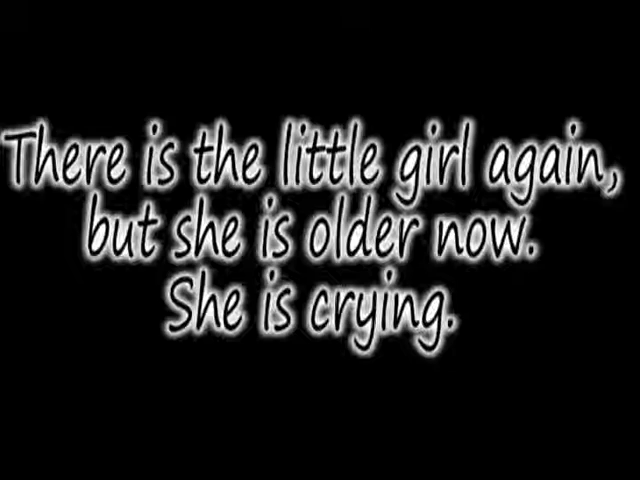 There is the little girl again,
but she is older now.
She is crying.